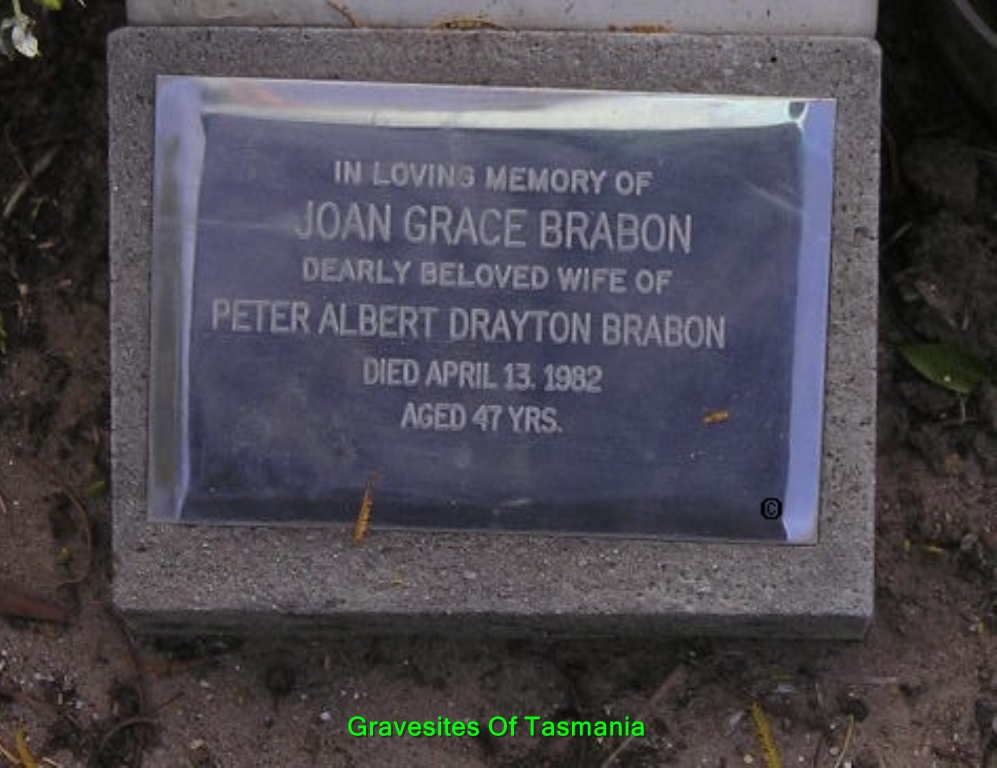 IN LOVING MEMORY OF
JOAN GRACE BRABON
DEARLY BELOVED WIFE OF
PETER ALBERT DRAYTON BRABON
DIED APRIL 13. 1982
AGED 47 YRS.
©
Gravesites Of Tasmania